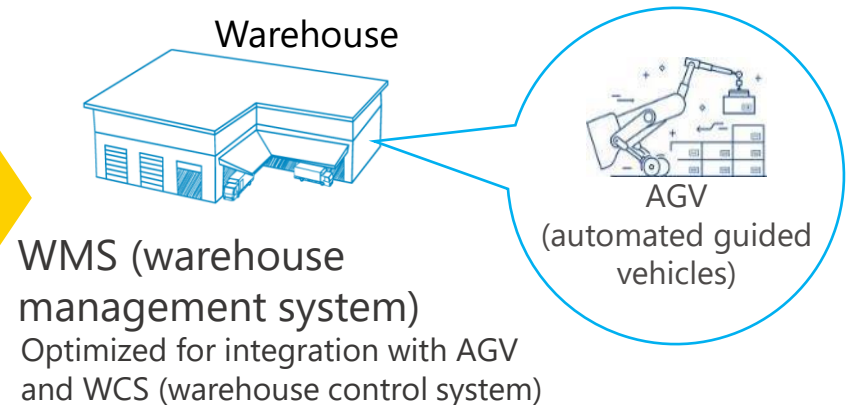 Warehouse
AGV
(automated guided
vehicles)
WMS (warehouse
management system)
Optimized for integration with AGV
and WCS (warehouse control system)